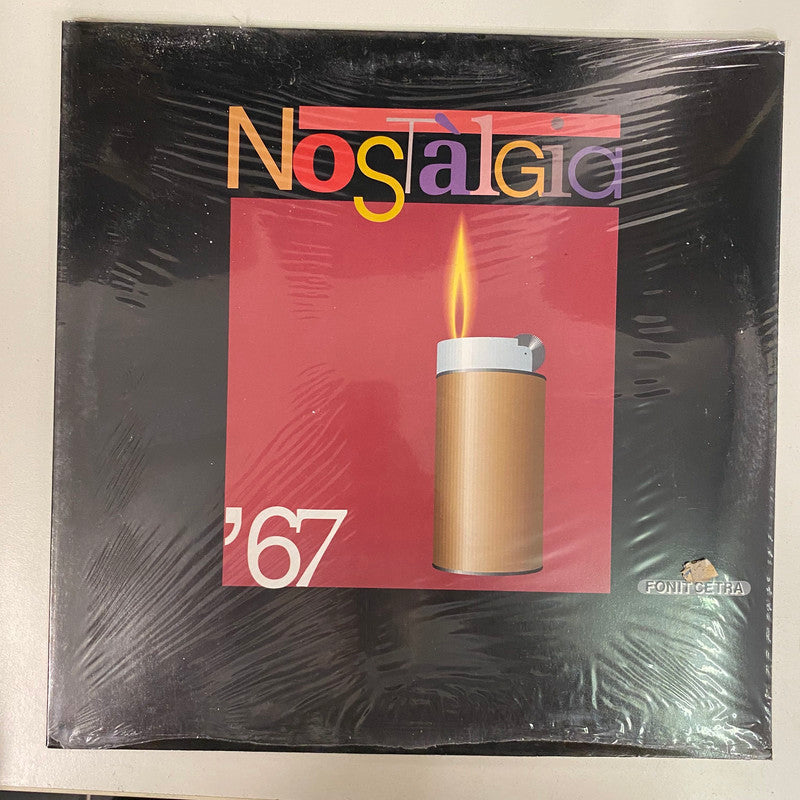 Nostàlgia
'67
FONIT CETRA